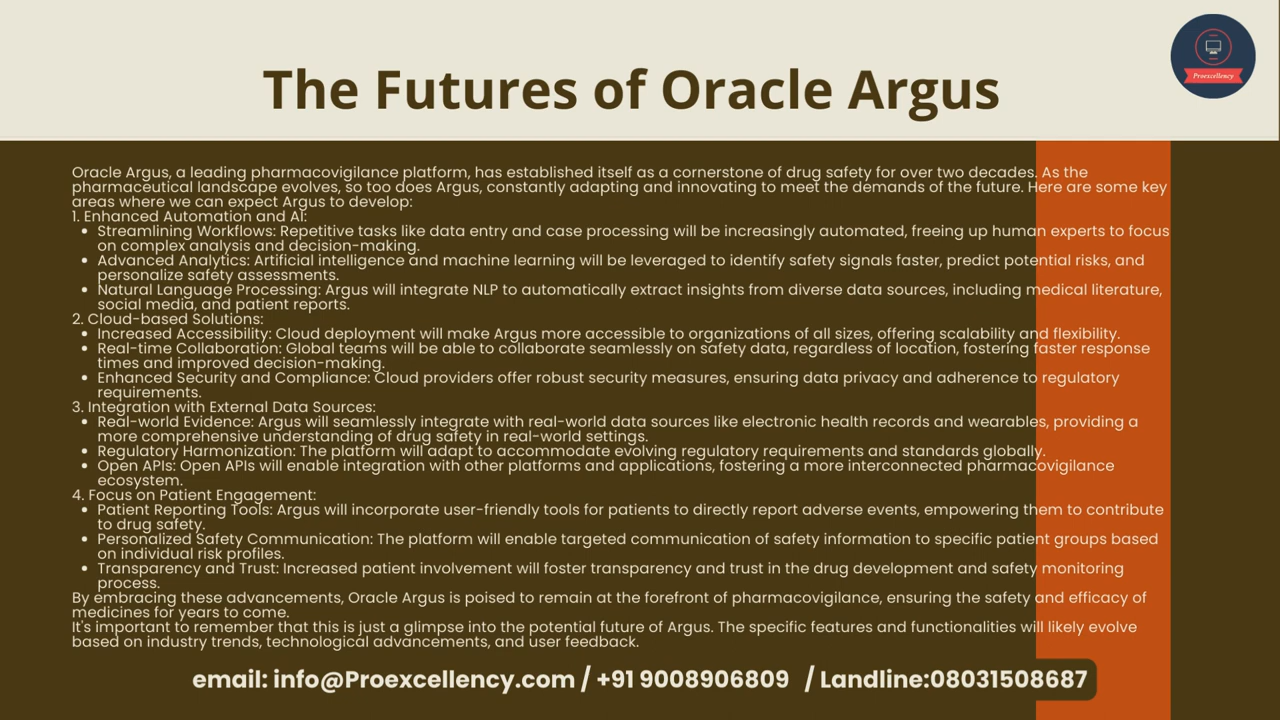 The Futures of Oracle Argus
Proexcellency
Oracle Argus, a leading pharmacovigilance platform, has established itself as a cornerstone of drug safety for over two decades. As the
pharmaceutical landscape evolves, so too does Argus, constantly adapting and innovating to meet the demands of the future. Here are some key
areas where we can expect Argus to develop:
1. Enhanced Automation and AI:
• Streamlining Workflows: Repetitive tasks like data entry and case processing will be increasingly automated, freeing up human experts to focus
on complex analysis and decision-making.
• Advanced Analytics: Artificial intelligence and machine learning will be leveraged to identify safety signals faster, predict potential risks, and
personalize safety assessments.
• Natural Language Processing: Argus will integrate NLP to automatically extract insights from diverse data sources, including medical literature,
social media, and patient reports.
2. Cloud-based Solutions:
• Increased Accessibility: Cloud deployment will make Argus more accessible to organizations of all sizes, offering scalability and flexibility.
• Real-time Collaboration: Global teams will be able to collaborate seamlessly on safety data, regardless of location, fostering faster response
times and improved decision-making.
• Enhanced Security and Compliance: Cloud providers offer robust security measures, ensuring data privacy and adherence to regulatory
requirements.
3. Integration with External Data Sources:
• Real-world Evidence: Argus will seamlessly integrate with real-world data sources like electronic health records and wearables, providing a
more comprehensive understanding of drug safety in real-world settings.
• Regulatory Harmonization: The platform will adapt to accommodate evolving regulatory requirements and standards globally.
• Open APIs: Open APIs will enable integration with other platforms and applications, fostering a more interconnected pharmacovigilance
ecosystem.
4. Focus on Patient Engagement:
• Patient Reporting Tools: Argus will incorporate user-friendly tools for patients to directly report adverse events, empowering them to contribute
to drug safety.
• Personalized Safety Communication: The platform will enable targeted communication of safety information to specific patient groups based
on individual risk profiles.
• Transparency and Trust: Increased patient involvement will foster transparency and trust in the drug development and safety monitoring
process.
By embracing these advancements, Oracle Argus is poised to remain at the forefront of pharmacovigilance, ensuring the safety and efficacy of
medicines for years to come.
It's important to remember that this is just a glimpse into the potential future of Argus. The specific features and functionalities will likely evolve
based on industry trends, technological advancements, and user feedback.
email: info@Proexcellency.com / +91 9008906809 / Landline:08031508687